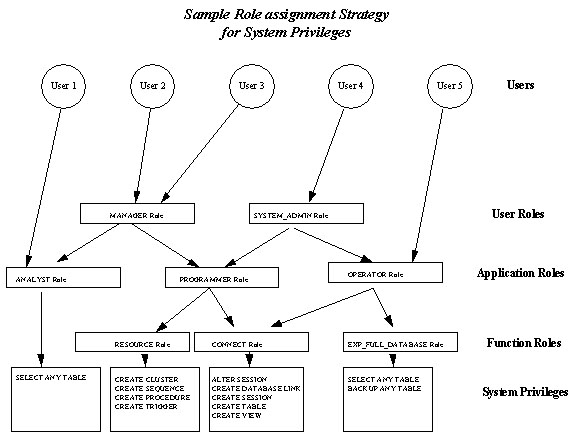 Sample Role assignment Strategy
for System Privileges
User 1
User 2
User 3
User 4
User 5
Users
MANAGER Role
SYSTEM_ADMIN Role
User Roles
ANALYST Role
PROGRAMMER Role
OPERATOR Role
Application Roles
RESOURCE Role
CONNECT Role
EXP_FULL_DATABASE Role
Function Roles
SELECT ANY TABLE
CREATE CLUSTER
CREATE SEQUENCE
CREATE PROCEDURE
CREATE TRIGGER
ALTER SESSION
CREATE DATABASE LINK
CREATE SESSION
CREATE TABLE
CREATE VIEW
SELECT ANY TABLE
BACKUP ANY TABLE
System Privileges